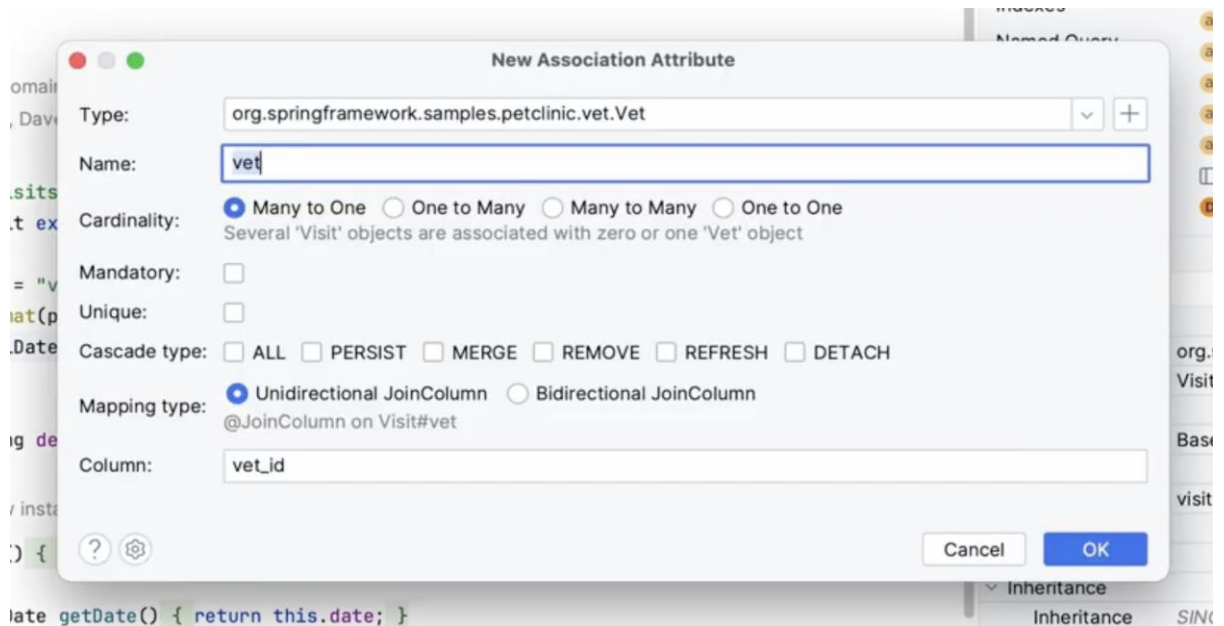 New Association Attribute
Type: org.springframework.samples.petclinic.vet.Vet
Name: vet
Cardinality: Many to One One to Many Many to Many One to One
Several 'Visit' objects are associated with zero or one 'Vet' object
Mandatory:
Unique:
Cascade type: ALL PERSIST MERGE REMOVE REFRESH DETACH
Mapping type: Unidirectional JoinColumn Bidirectional JoinColumn
@JoinColumn on Visit#vet
Column: vet_id
? Cancel OK
Inheritance
getDate() { return this.date; }
Inheritance